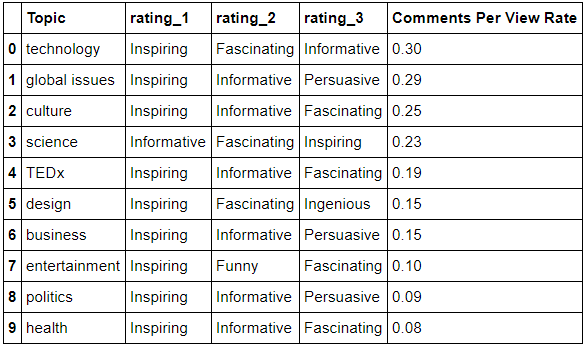 Topic rating_1 rating_2 rating_3 Comments Per View Rate
0 technology Inspiring Fascinating Informative 0.30
1 global issues Inspiring Informative Persuasive 0.29
2 culture Inspiring Informative Fascinating 0.25
3 science Informative Fascinating Inspiring 0.23
4 TEDx Inspiring Informative Fascinating 0.19
5 design Inspiring Fascinating Ingenious 0.15
6 business Inspiring Informative Persuasive 0.15
7 entertainment Inspiring Funny Fascinating 0.10
8 politics Inspiring Informative Persuasive 0.09
9 health Inspiring Informative Fascinating 0.08